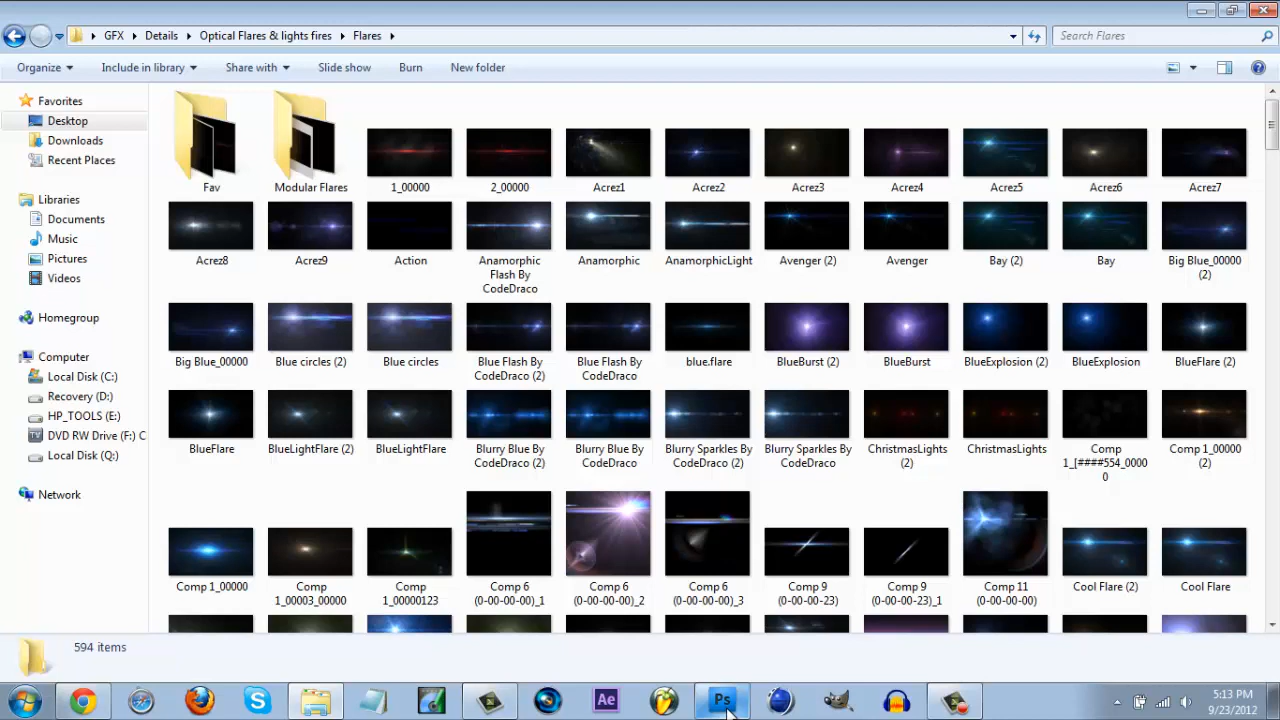 GFX Details Optical Flares & lights fires Flares
Search Flares
Organize Include in library Share with Slide show Burn New folder
Favorites
Desktop
Downloads
Recent Places
Libraries
Documents
Music
Pictures
Videos
Homegroup
Computer
Local Disk (C:)
Recovery (D:)
HP_TOOLS (E:)
DVD RW Drive (F:) C
Local Disk (Q:)
Network
Fav Modular Flares 1_00000 2_00000 Acrez1 Acrez2 Acrez3 Acrez4 Acrez5 Acrez6 Acrez7
Acrez8 Acrez9 Action Anamorphic Flash By CodeDraco Anamorphic AnamorphicLight Avenger (2) Avenger Bay (2) Bay Big Blue_00000 (2)
Big Blue_00000 Blue circles (2) Blue circles Blue Flash By CodeDraco (2) Blue Flash By CodeDraco blue.flare BlueBurst (2) BlueBurst BlueExplosion (2) BlueExplosion BlueFlare (2)
BlueFlare BlueLightFlare (2) BlueLightFlare Blurry Blue By CodeDraco (2) Blurry Blue By CodeDraco Blurry Sparkles By CodeDraco (2) Blurry Sparkles By CodeDraco ChristmasLights (2) ChristmasLights Comp 1_[####554_00000 Comp 1_00000 (2)
Comp 1_00000 Comp 1_00003_00000 Comp 1_00000123 Comp 6 (0-00-00-00)_1 Comp 6 (0-00-00-00)_2 Comp 6 (0-00-00-00)_3 Comp 9 (0-00-00-23) Comp 9 (0-00-00-23)_1 Comp 11 (0-00-00-00) Cool Flare (2) Cool Flare
594 items
Ae Ps
5:13 PM
9/23/2012